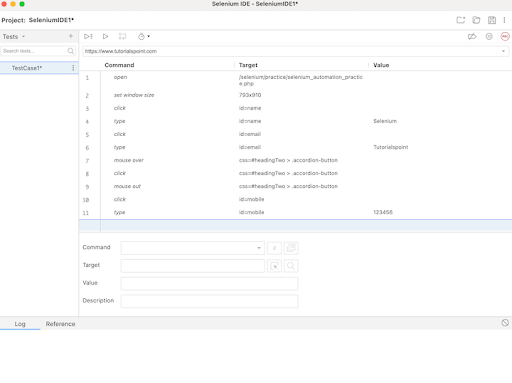 Selenium IDE - SeleniumIDE1*
Project: SeleniumIDE1*
Tests
Search tests...
https://www.tutorialspoint.com
TestCase1*
Command Target Value
1 open /selenium/practice/selenium_automation_practice.php
2 set window size 793x910
3 click id=name
4 type id=name Selenium
5 click id=email
6 type id=email Tutorialspoint
7 mouse over css=#headingTwo > .accordion-button
8 click css=#headingTwo > .accordion-button
9 mouse out css=#headingTwo > .accordion-button
10 click id=mobile
11 type id=mobile 123456
Command
Target
Value
Description
Log Reference